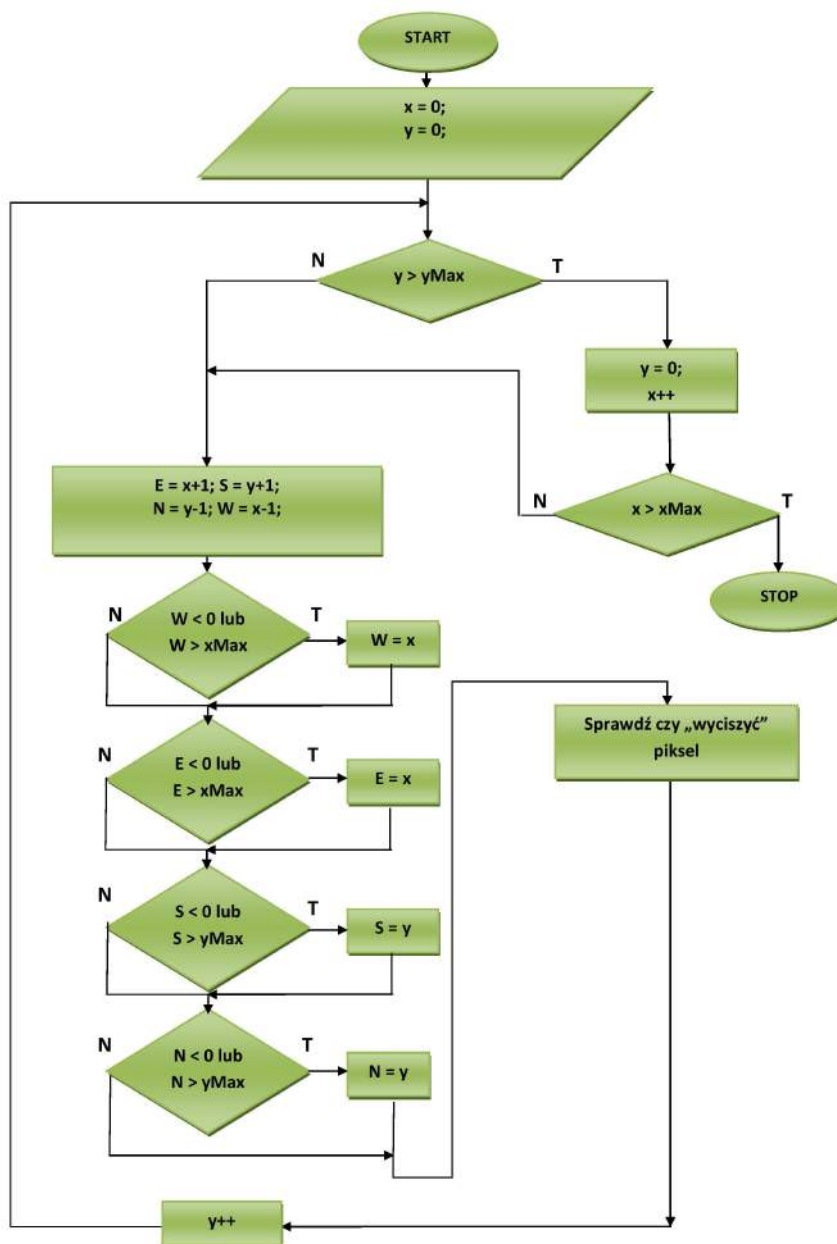 START
x = 0;
y = 0;
N
y > yMax
T
y = 0;
x++
E = x+1; S = y+1;
N = y-1; W = x-1;
N
x > xMax
T
STOP
N
W < 0 lub
W > xMax
T
W = x
Sprawdź czy „wyciszyć”
piksel
N
E < 0 lub
E > xMax
T
E = x
N
S < 0 lub
S > yMax
T
S = y
N
N < 0 lub
N > yMax
T
N = y
y++